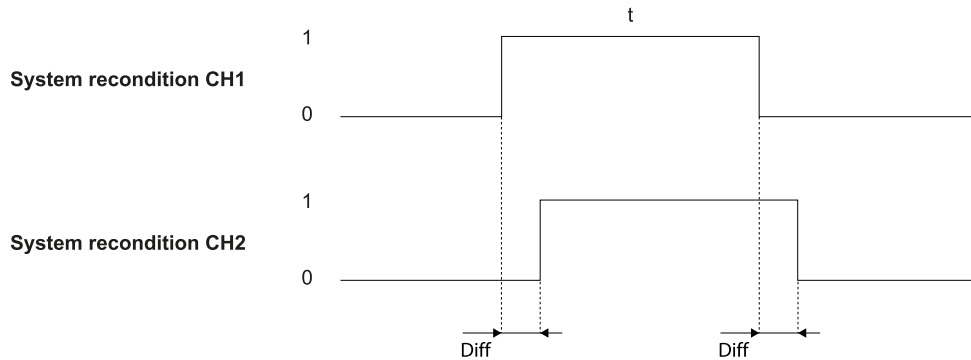 t
1
System recondition CH1
0
1
System recondition CH2
0
Diff
Diff